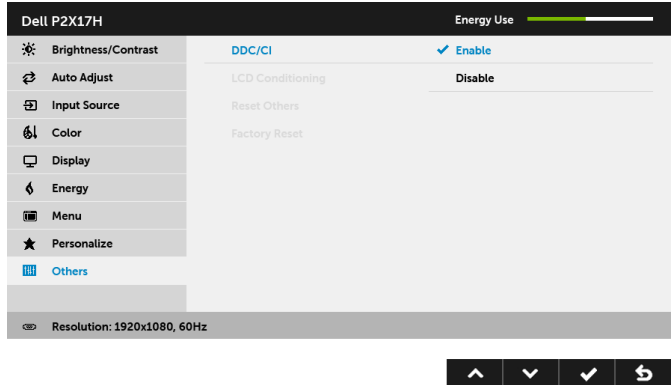 Dell P2X17H
Energy Use
Brightness/Contrast
DDC/CI
Enable
Auto Adjust
LCD Conditioning
Disable
Input Source
Reset Others
Color
Factory Reset
Display
Energy
Menu
Personalize
Others
Resolution: 1920x1080, 60Hz